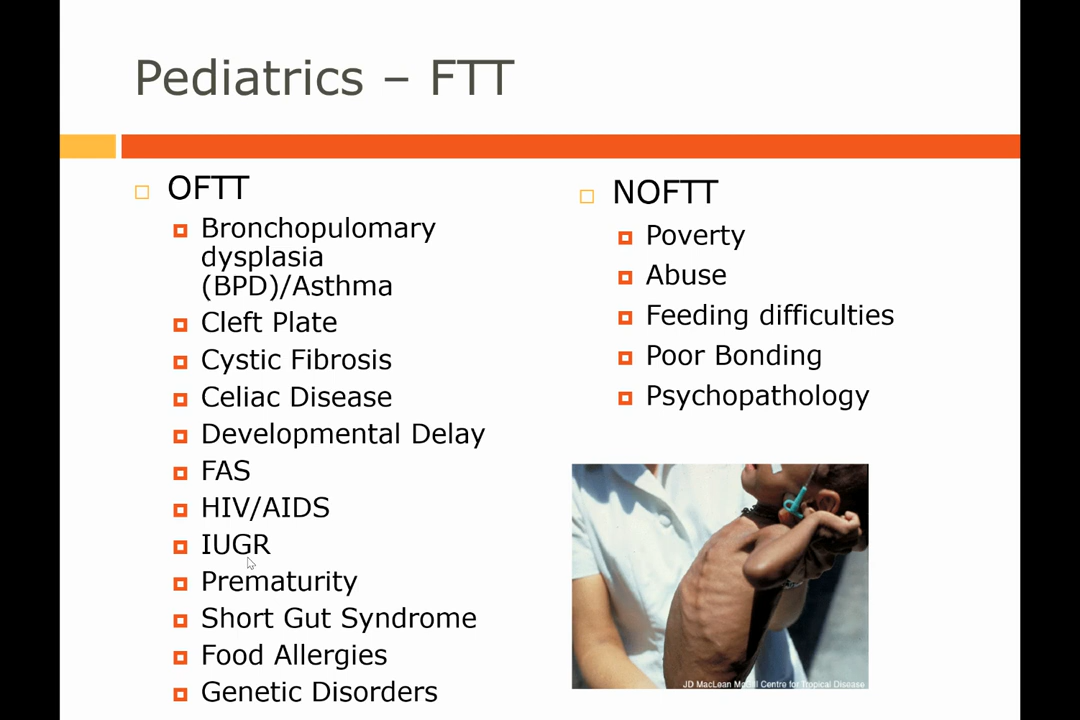 Pediatrics – FTT
OFTT
Bronchopulomary
dysplasia
(BPD)/Asthma
Cleft Plate
Cystic Fibrosis
Celiac Disease
Developmental Delay
FAS
HIV/AIDS
IUGR
Prematurity
Short Gut Syndrome
Food Allergies
Genetic Disorders
NOFTT
Poverty
Abuse
Feeding difficulties
Poor Bonding
Psychopathology
JD MacLean McGill Centre for Tropical Disease